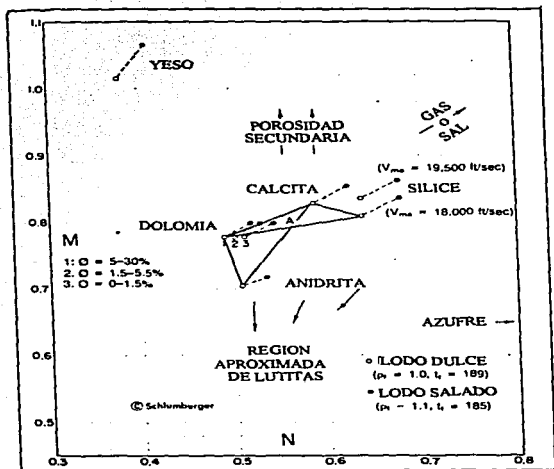 1.1
YESO
1.0
POROSIDAD
SECUNDARIA
GAS
O
SAL
0.9
(Vma = 19,500 ft/sec)
CALCITA
SILICE
0.8
DOLOMIA
A
(Vma = 18.000 ft/sec)
M
1 2 3
1: Ø = 5-30%
2. O = 1.5-5.5%
3. O = 0-1.5%
0.7
ANIDRITA
AZUFRE
REGION
APROXIMADA
DE LUTITAS
0.6
LODO DULCE
(ρf = 1.0, tf = 189)
LODO SALADO
(ρf - 1.1, tf = 185)
0.5
© Schlumberger
N
0.3 0.4 0.5 0.6 0.7 0.8